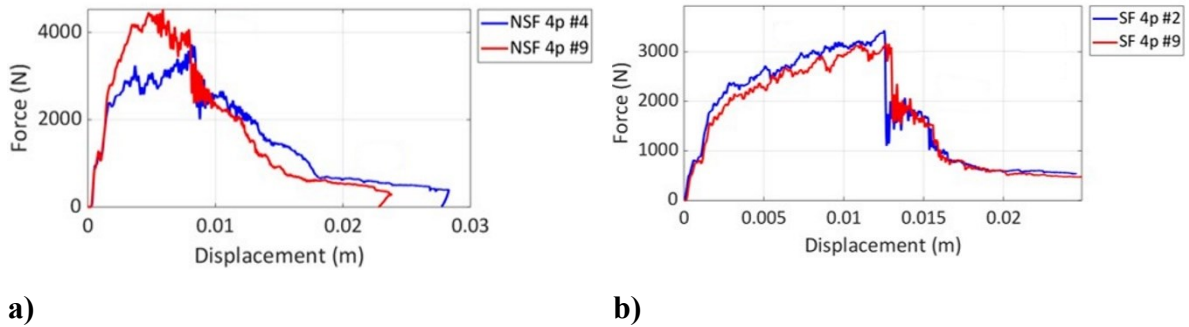 NSF 4p #4
NSF 4p #9
4000
2000
0
Force (N)
0
0.01
0.02
0.03
Displacement (m)
a)
SF 4p #2
SF 4p #9
3000
2000
1000
0
Force (N)
0
0.005
0.01
0.015
0.02
Displacement (m)
b)